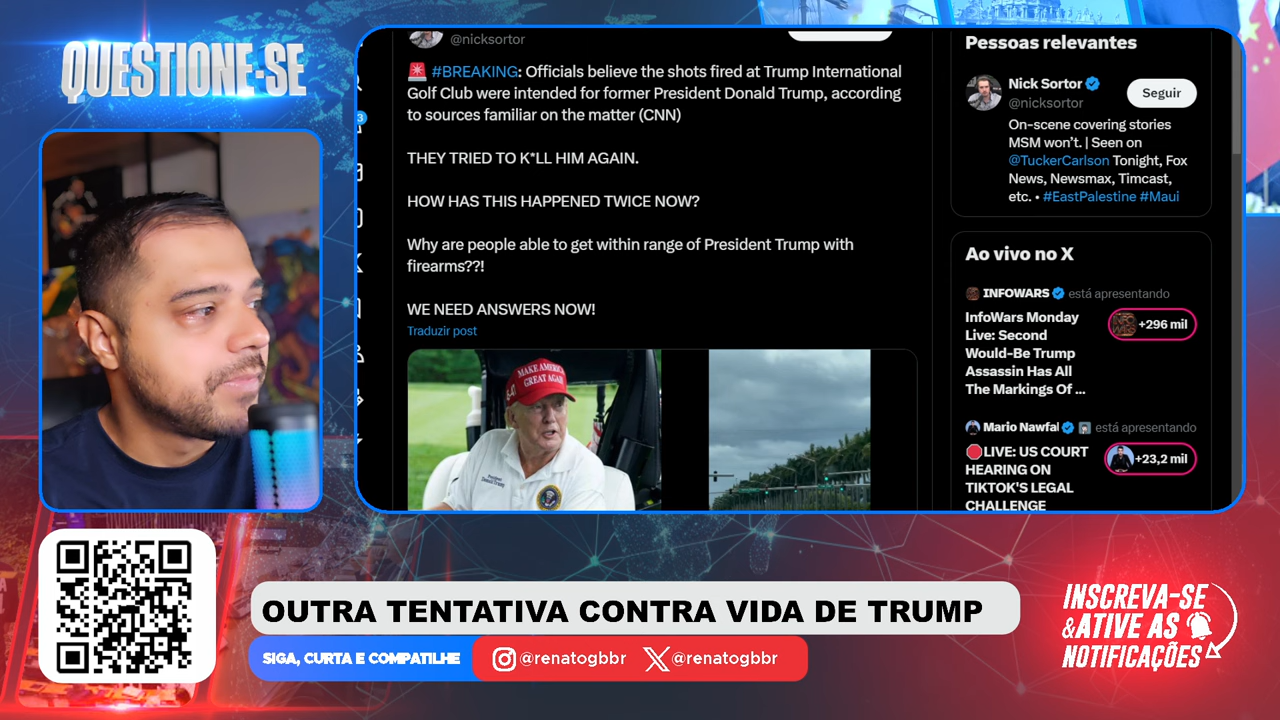 QUESTIONE-SE
@nicksortor
🚨 #BREAKING: Officials believe the shots fired at Trump International
Golf Club were intended for former President Donald Trump, according
to sources familiar on the matter (CNN)
THEY TRIED TO K*LL HIM AGAIN.
HOW HAS THIS HAPPENED TWICE NOW?
Why are people able to get within range of President Trump with
firearms??!
WE NEED ANSWERS NOW!
Traduzir post
MAKE AMERICA
GREAT AGAIN
Pessoas relevantes
Nick Sortor
@nicksortor
Seguir
On-scene covering stories
MSM won't. | Seen on
@TuckerCarlson Tonight, Fox
News, Newsmax, Timcast,
etc. • #EastPalestine #Maui
Ao vivo no X
INFOWARS está apresentando
InfoWars Monday
Live: Second
Would-Be Trump
Assassin Has All
The Markings Of ...
+296 mil
Mario Nawfal está apresentando
🛑LIVE: US COURT
HEARING ON
TIKTOK'S LEGAL
CHALLENGE
+23,2 mil
3
OUTRA TENTATIVA CONTRA VIDA DE TRUMP
SIGA, CURTA E COMPATILHE
@renatogbbr
@renatogbbr
INSCREVA-SE
&ATIVE AS
NOTIFICAÇÕES